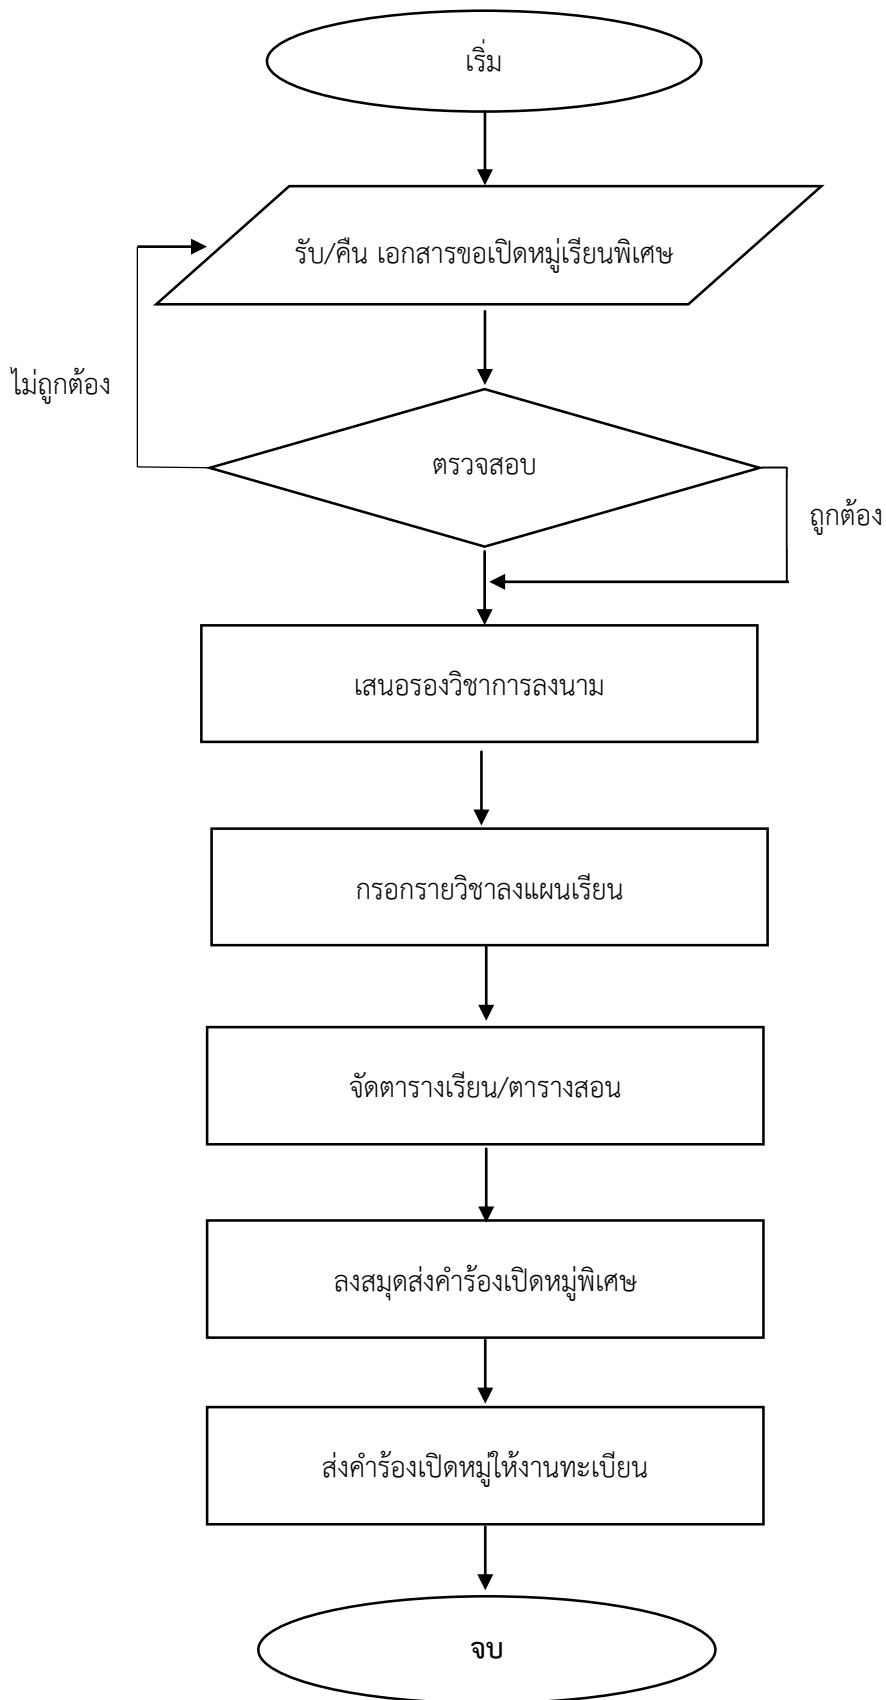 เริ่ม
รับ/คืน เอกสารขอเปิดหมู่เรียนพิเศษ
ไม่ถูกต้อง
ตรวจสอบ
ถูกต้อง
เสนอรองวิชาการลงนาม
กรอกรายวิชาลงแผนเรียน
จัดตารางเรียน/ตารางสอน
ลงสมุดส่งคำร้องเปิดหมู่พิเศษ
ส่งคำร้องเปิดหมู่ให้งานทะเบียน
จบ